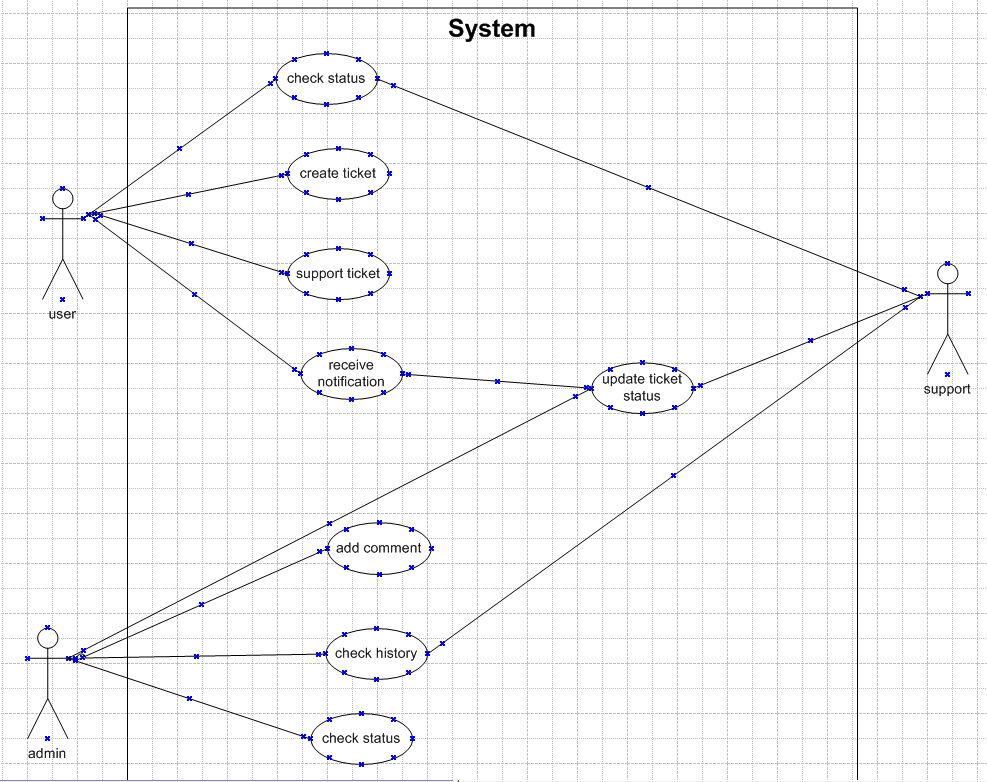 System
check status
create ticket
support ticket
user
receive
notification
update ticket
status
support
add comment
check history
check status
admin